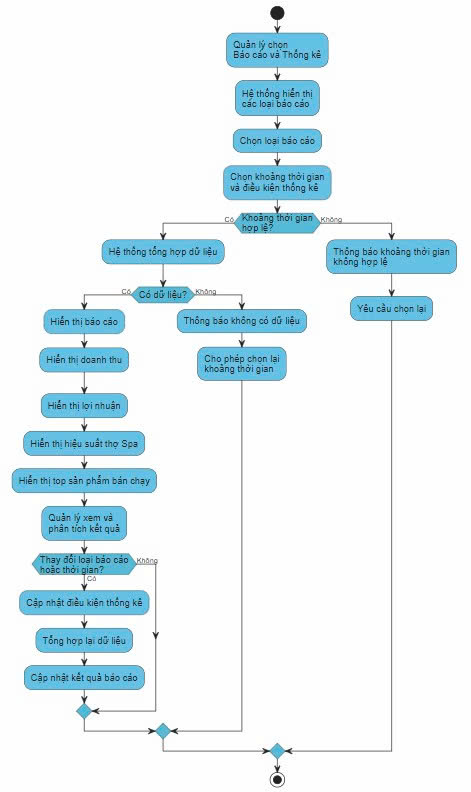 Quản lý chọn
Báo cáo và Thống kê
Hệ thống hiển thị
các loại báo cáo
Chọn loại báo cáo
Chọn khoảng thời gian
và điều kiện thống kê
Có
Khoảng thời gian
hợp lệ?
Không
Hệ thống tổng hợp dữ liệu
Thông báo khoảng thời gian
không hợp lệ
Có
Có dữ liệu?
Không
Yêu cầu chọn lại
Hiển thị báo cáo
Thông báo không có dữ liệu
Hiển thị doanh thu
Cho phép chọn lại
khoảng thời gian
Hiển thị lợi nhuận
Hiển thị hiệu suất thợ Spa
Hiển thị top sản phẩm bán chạy
Quản lý xem và
phân tích kết quả
Thay đổi loại báo cáo
hoặc thời gian?
Không
Có
Cập nhật điều kiện thống kê
Tổng hợp lại dữ liệu
Cập nhật kết quả báo cáo